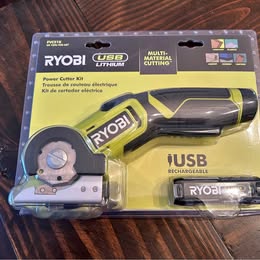 RYOBI
USB
LITHIUM
MULTI-
MATERIAL
CUTTING
Power Cutter Kit
Trousse de couteau électrique
Kit de cortador eléctrico
RYOBI
USB
RECHARGEABLE
RYOBI